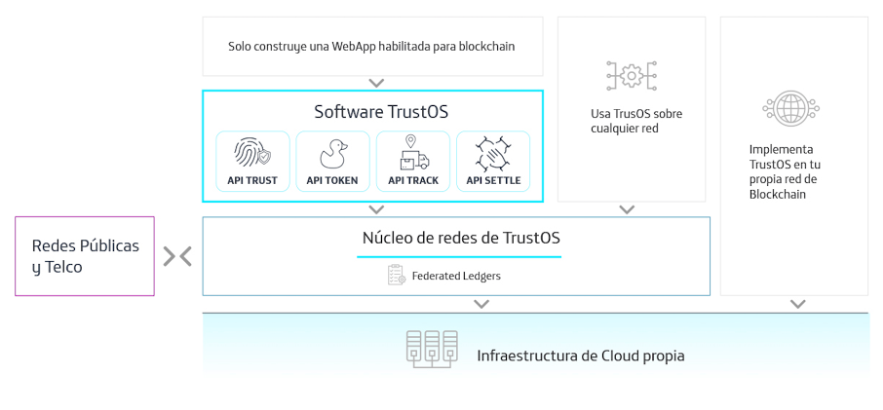 Solo construye una WebApp habilitada para blockchain
Software TrustOS
API TRUST
API TOKEN
API TRACK
API SETTLE
Usa TrusOS sobre
cualquier red
Implementa
TrustOS en tu
propia red de
Blockchain
Redes Públicas
y Telco
Núcleo de redes de TrustOS
Federated Ledgers
Infraestructura de Cloud propia